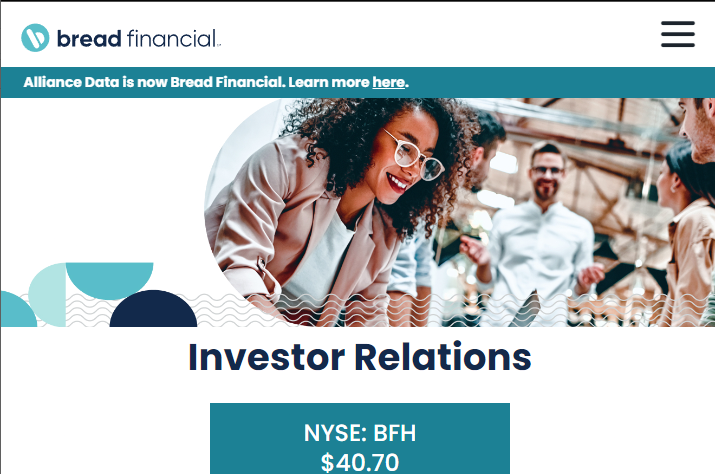 bread financial
Alliance Data is now Bread Financial. Learn more here.
Investor Relations
NYSE: BFH
$40.70